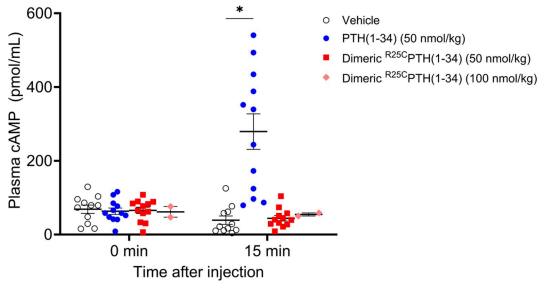 600
400
200
0
Plasma cAMP (pmol/mL)
*
Vehicle
PTH(1-34) (50 nmol/kg)
Dimeric R25CPTH(1-34) (50 nmol/kg)
Dimeric R25CPTH(1-34) (100 nmol/kg)
0 min
15 min
Time after injection